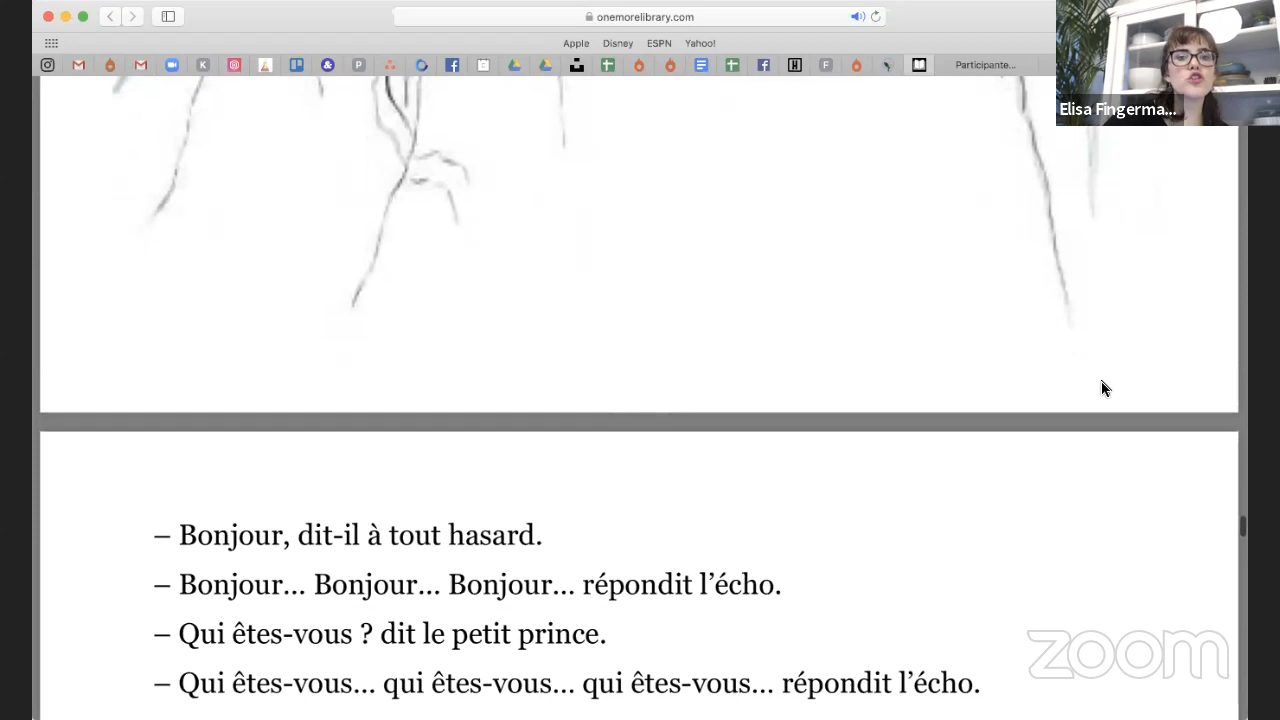 onemorelibrary.com
Apple Disney ESPN Yahoo!
Participante...
Elisa Fingerma...
– Bonjour, dit-il à tout hasard.
– Bonjour... Bonjour... Bonjour... répondit l’écho.
– Qui êtes-vous ? dit le petit prince.
– Qui êtes-vous... qui êtes-vous... qui êtes-vous... répondit l’écho.
zoom